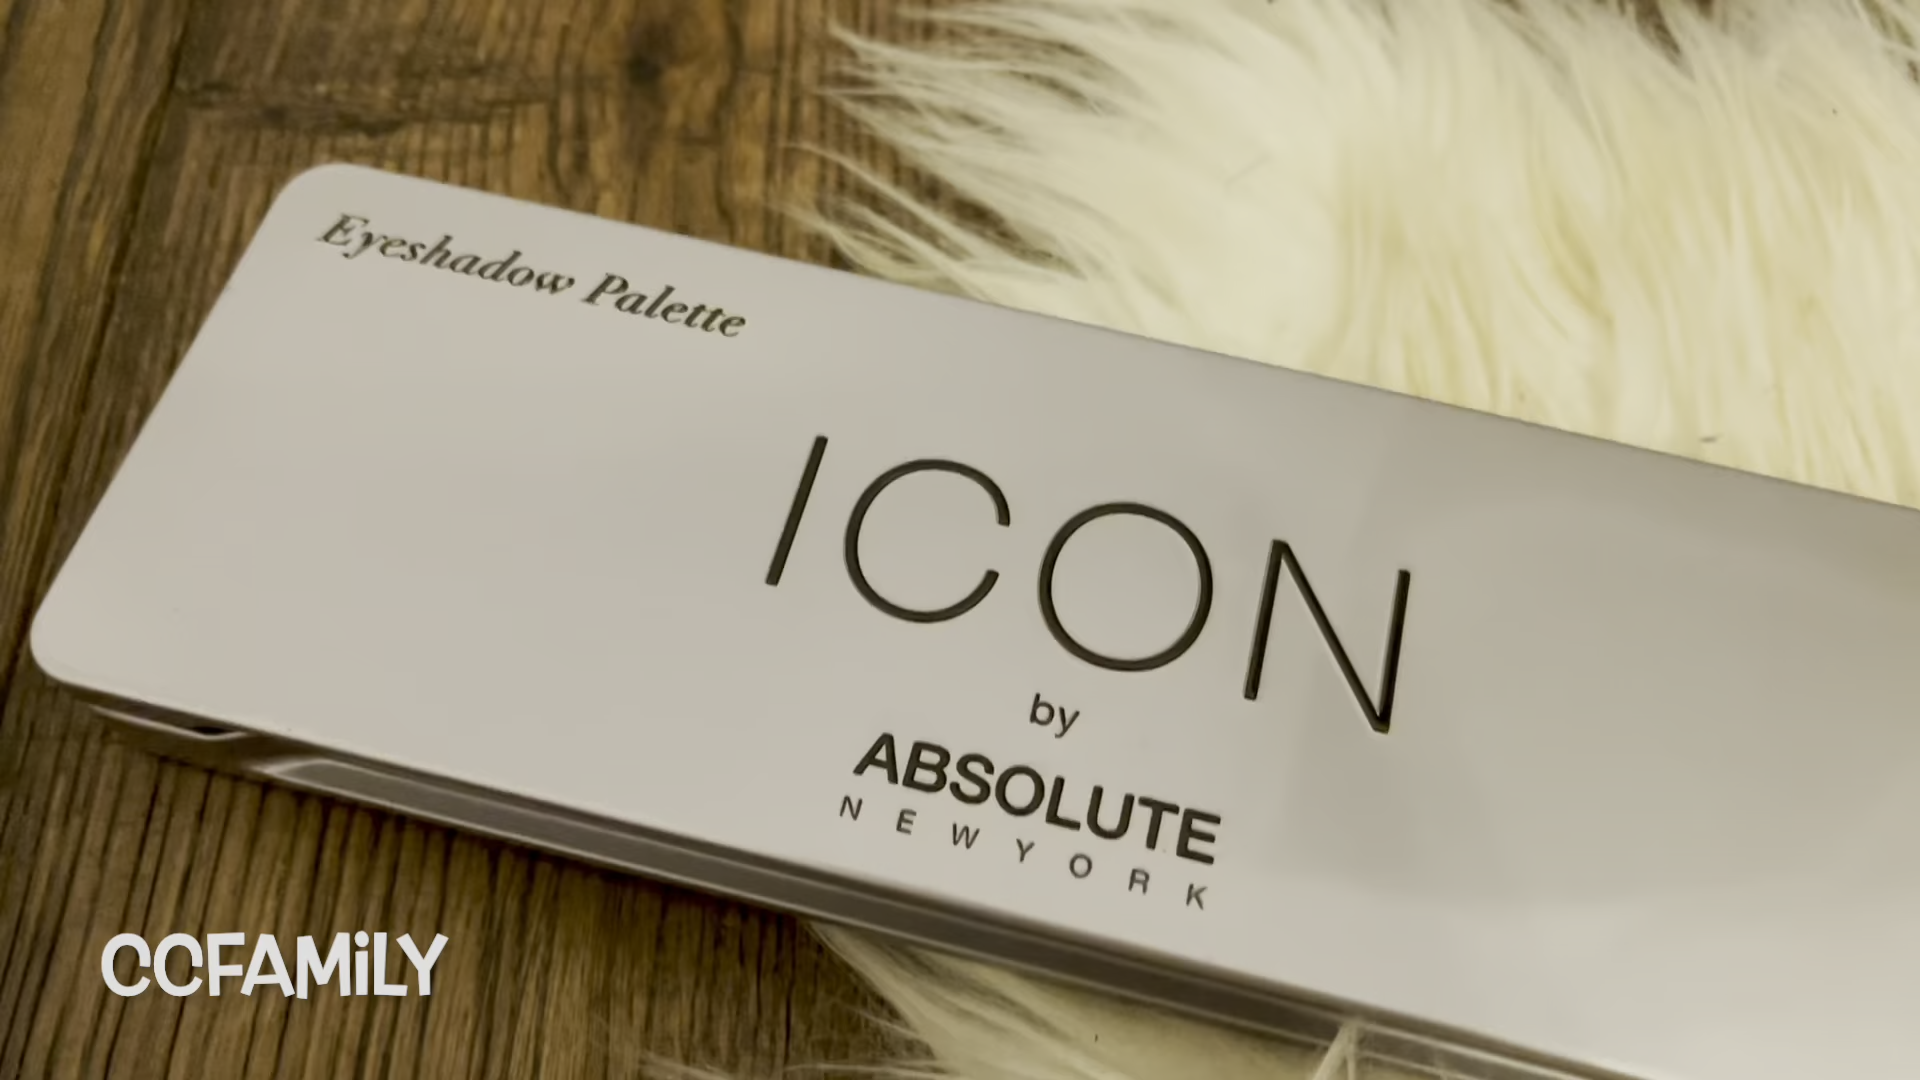 Eyeshadow Palette
ICON
by
ABSOLUTE
NEW YORK
CCFAMiLY